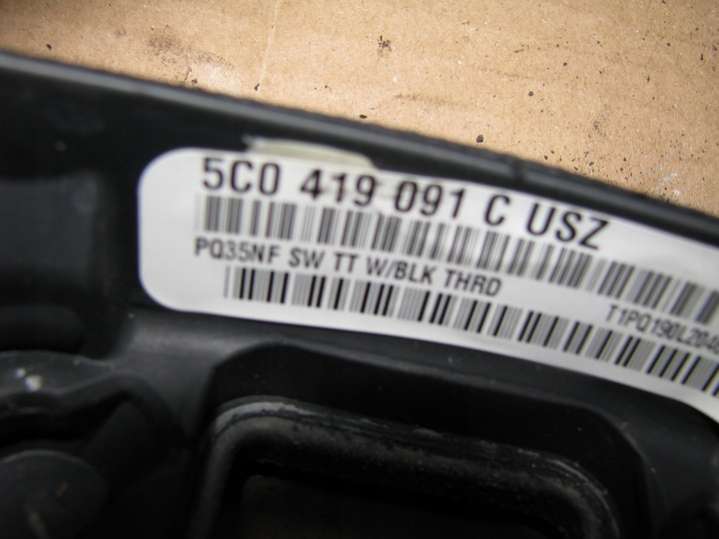 5C0 419 091 C USZ
PQ35NF SW TT W/BLK THRD